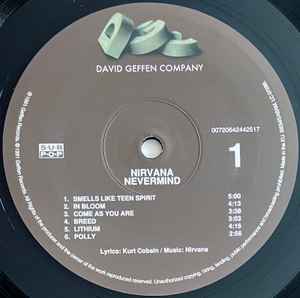 DAVID GEFFEN COMPANY
SUB
POP
00720642442517
1
NIRVANA
NEVERMIND
1. SMELLS LIKE TEEN SPIRIT 5:00
2. IN BLOOM 4:13
3. COME AS YOU ARE 3:38
4. BREED 3:03
5. LITHIUM 4:15
6. POLLY 2:56
Lyrics: Kurt Cobain / Music: Nirvana